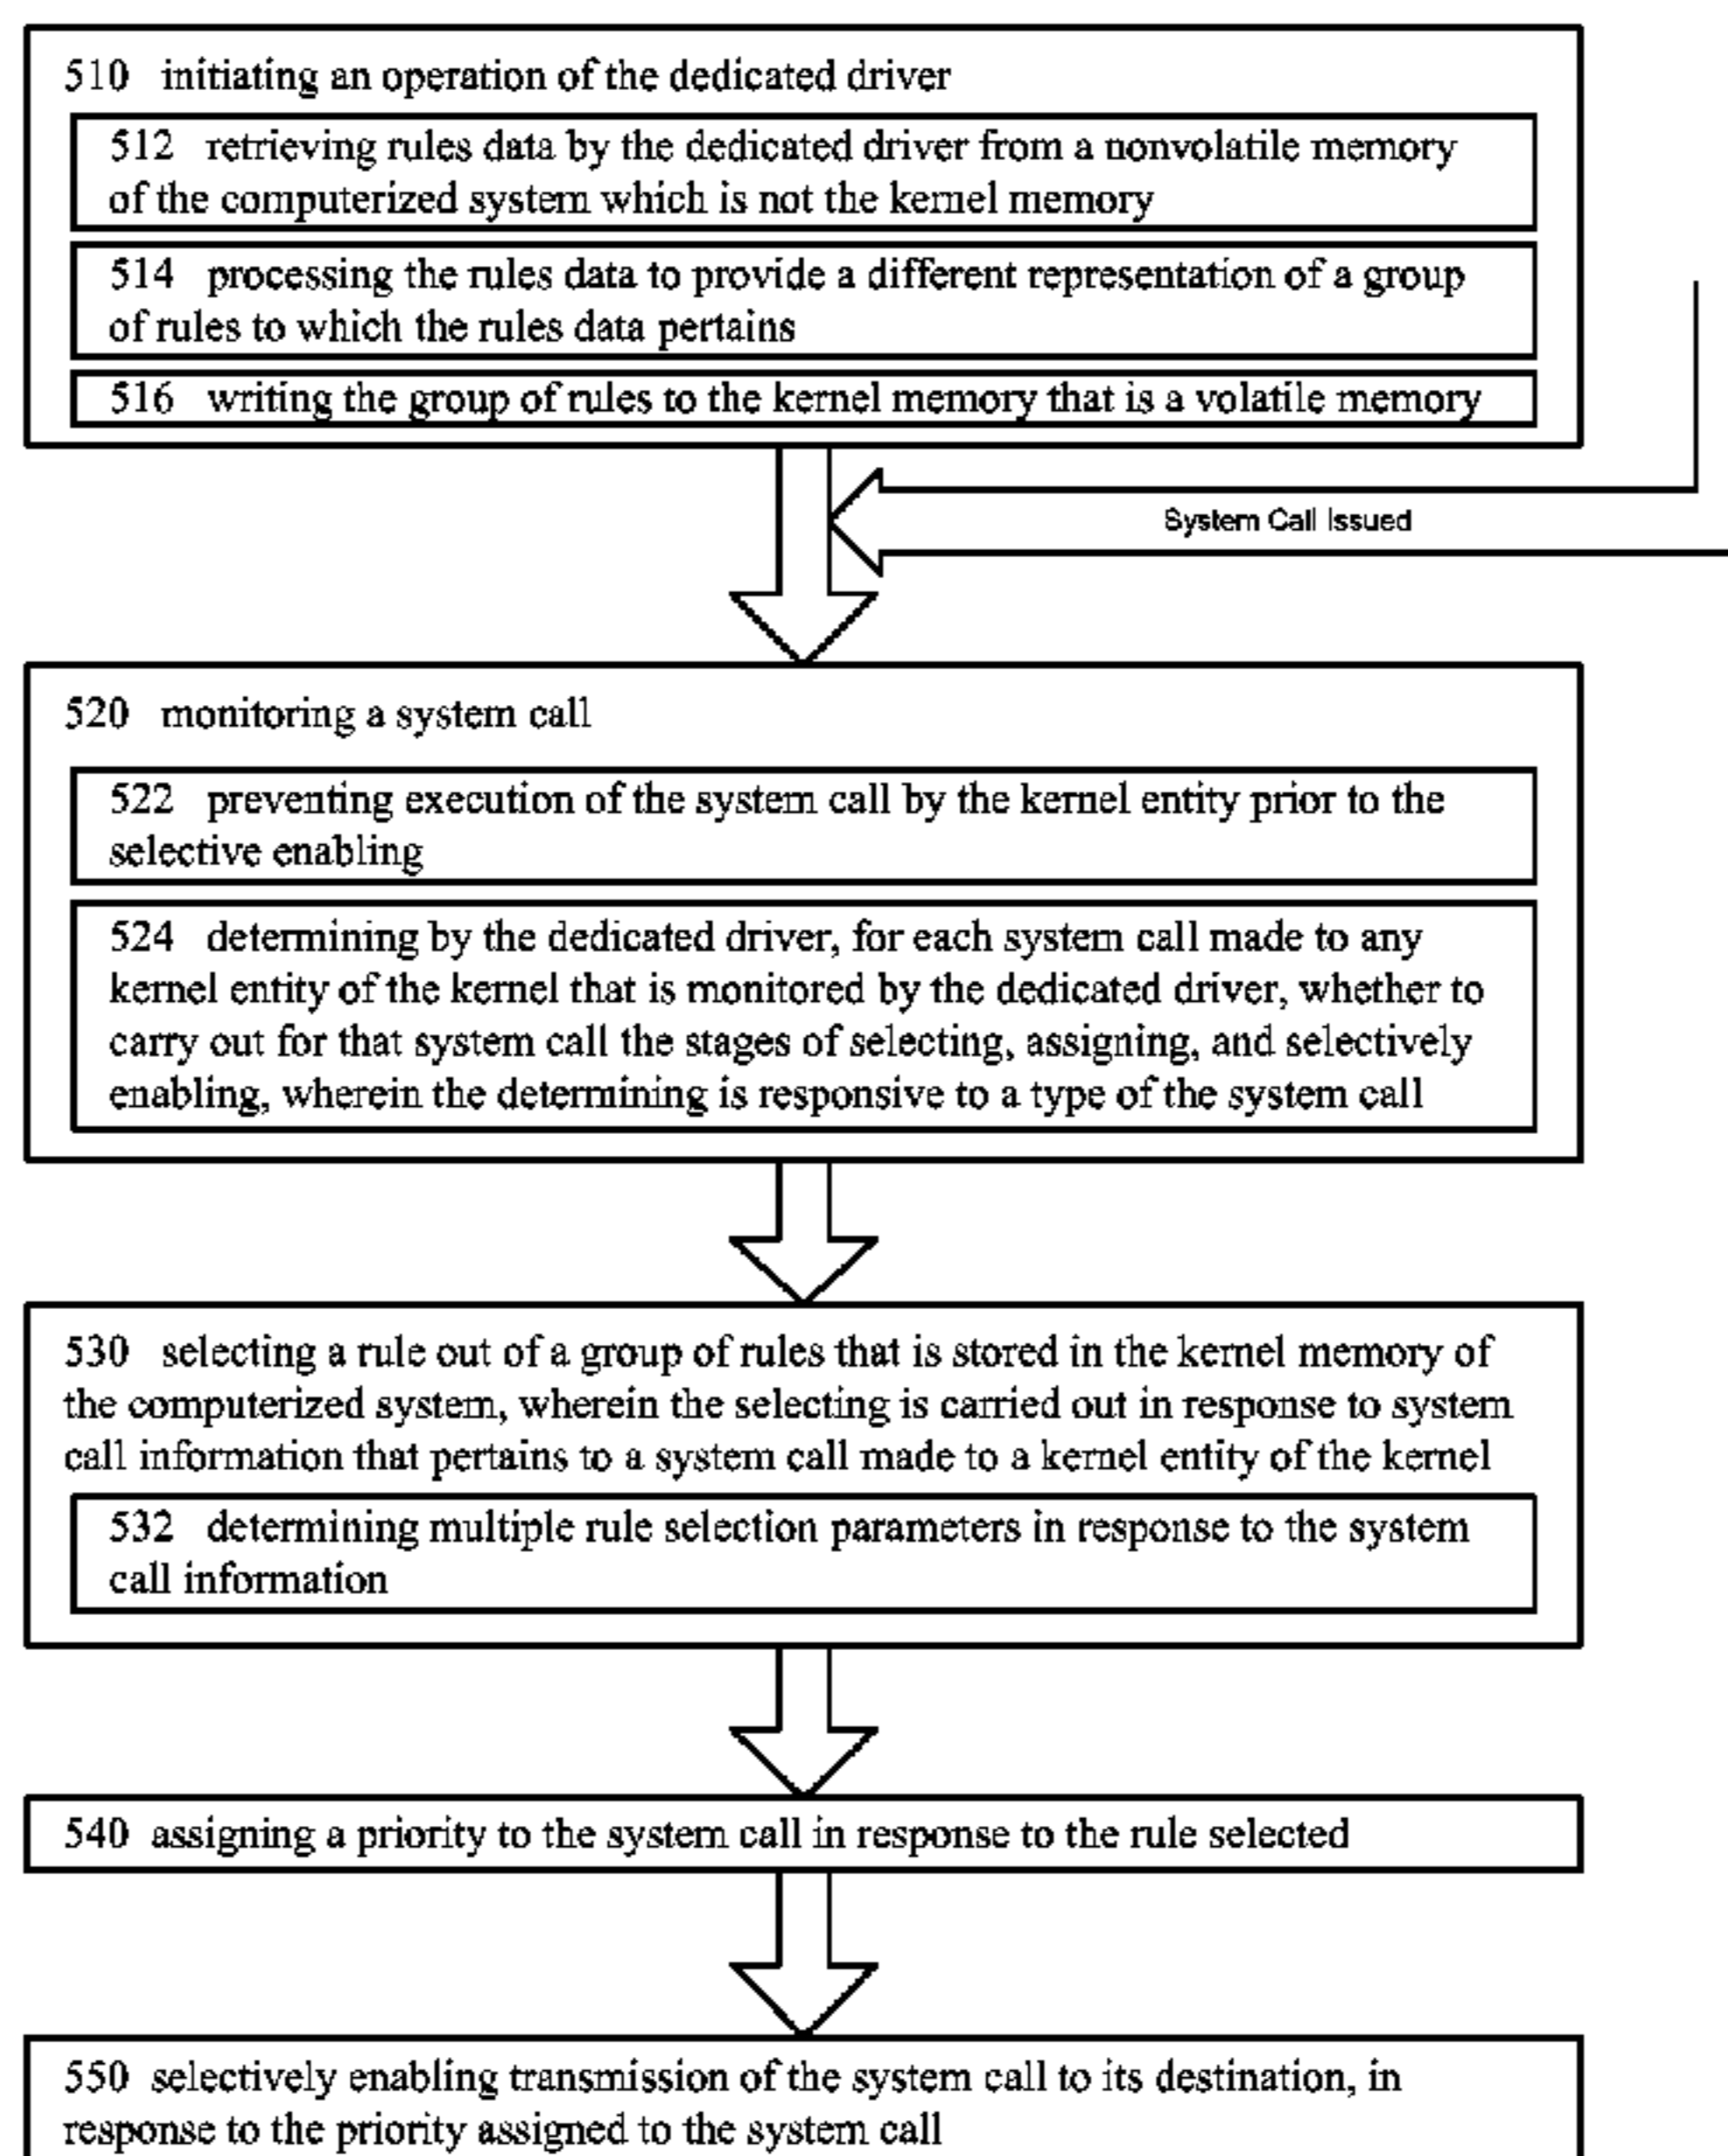 510 initiating an operation of the dedicated driver
512 retrieving rules data by the dedicated driver from a nonvolatile memory
of the computerized system which is not the kernel memory
514 processing the rules data to provide a different representation of a group
of rules to which the rules data pertains
516 writing the group of rules to the kernel memory that is a volatile memory
System Call Issued
520 monitoring a system call
522 preventing execution of the system call by the kernel entity prior to the
selective enabling
524 determining by the dedicated driver, for each system call made to any
kernel entity of the kernel that is monitored by the dedicated driver, whether to
carry out for that system call the stages of selecting, assigning, and selectively
enabling, wherein the determining is responsive to a type of the system call
530 selecting a rule out of a group of rules that is stored in the kernel memory of
the computerized system, wherein the selecting is carried out in response to system
call information that pertains to a system call made to a kernel entity of the kernel
532 determining multiple rule selection parameters in response to the system
call information
540 assigning a priority to the system call in response to the rule selected
550 selectively enabling transmission of the system call to its destination, in
response to the priority assigned to the system call